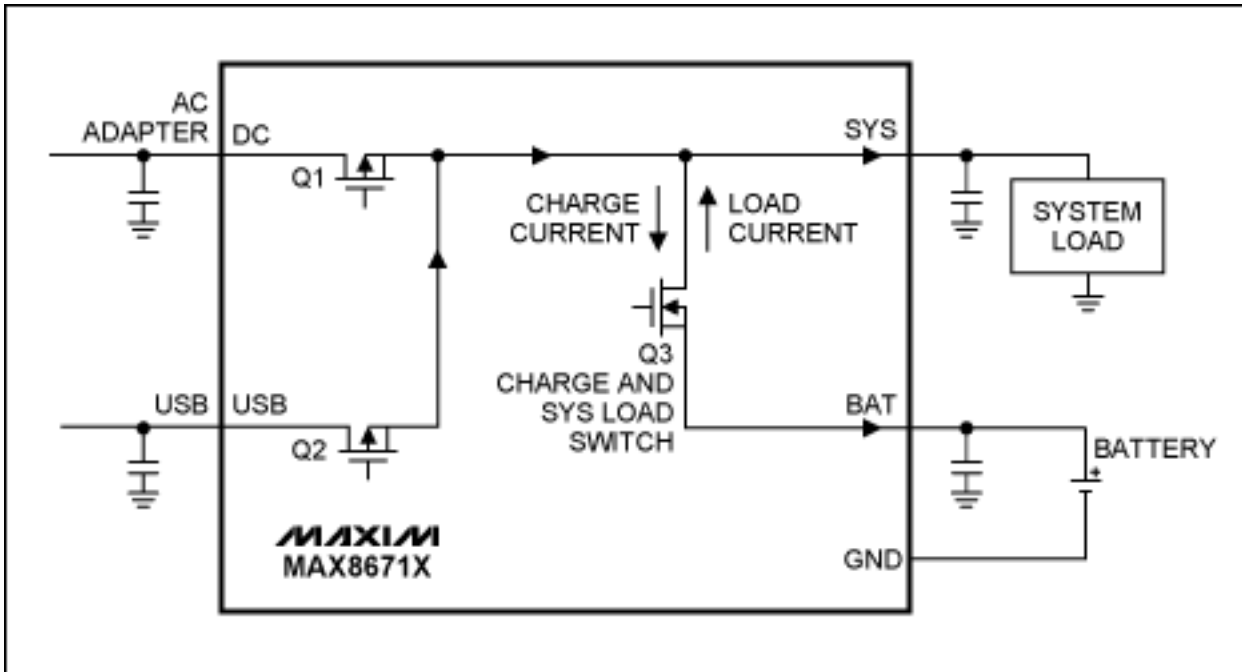 AC
ADAPTER
DC
Q1
SYS
CHARGE
CURRENT
LOAD
CURRENT
SYSTEM
LOAD
Q3
CHARGE AND
SYS LOAD
SWITCH
USB
USB
Q2
BAT
BATTERY
+
MAXIM
MAX8671X
GND